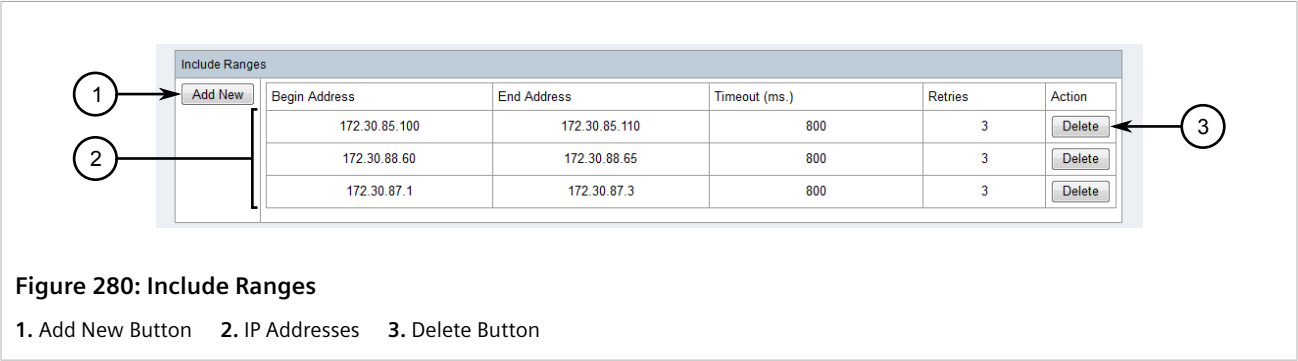 Include Ranges
1 Add New Begin Address End Address Timeout (ms.) Retries Action
172.30.85.100 172.30.85.110 800 3 Delete 3
2 172.30.88.60 172.30.88.65 800 3 Delete
172.30.87.1 172.30.87.3 800 3 Delete
Figure 280: Include Ranges
1. Add New Button 2. IP Addresses 3. Delete Button